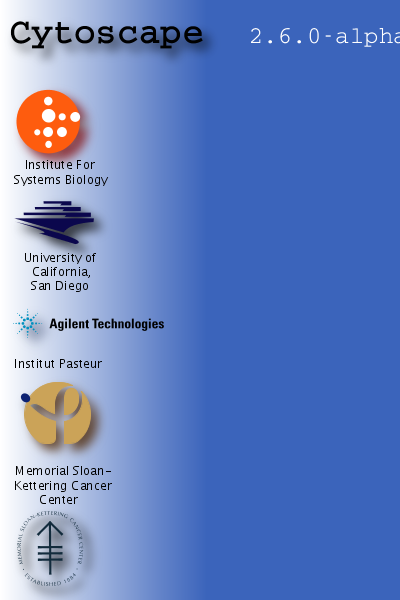 Cytoscape 2.6.0-alpha
Institute For
Systems Biology
University of
California,
San Diego
Agilent Technologies
Institut Pasteur
Memorial Sloan-
Kettering Cancer
Center
MEMORIAL SLOAN-KETTERING CANCER CENTER
· ESTABLISHED 1884 ·